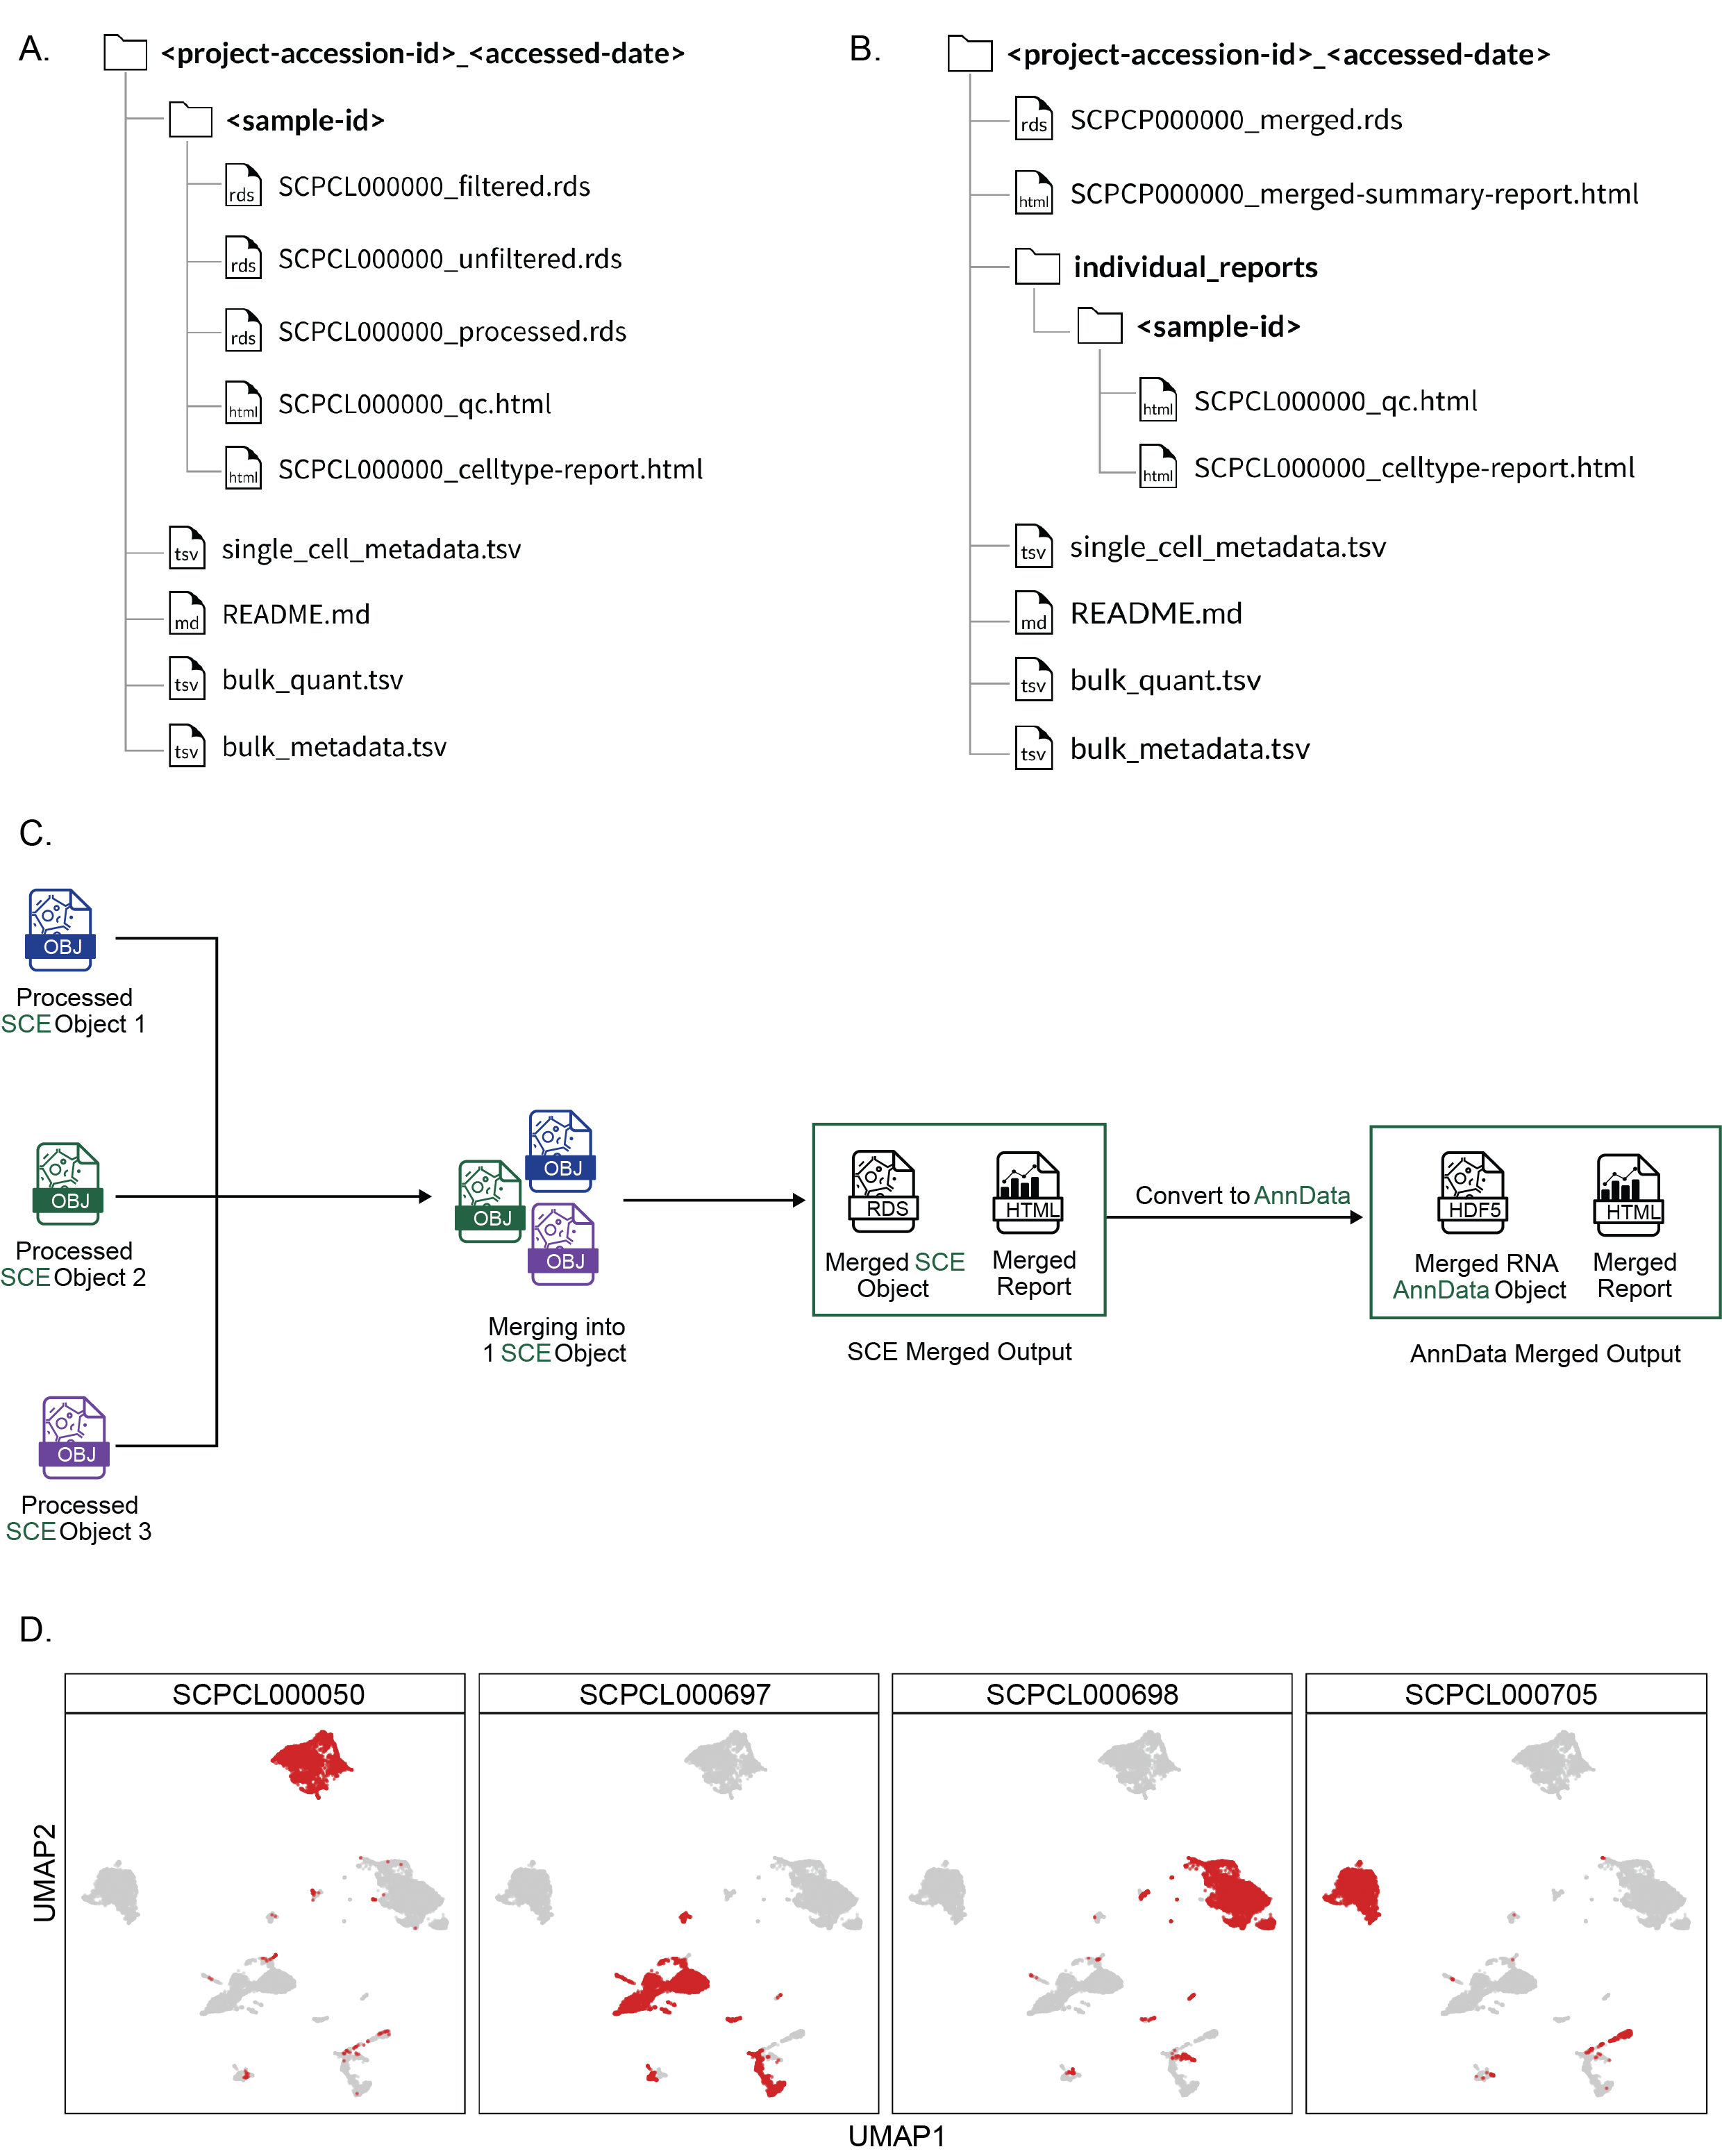 A.
<project-accession-id>_<accessed-date>
<sample-id>
rds SCPCL000000_filtered.rds
rds SCPCL000000_unfiltered.rds
rds SCPCL000000_processed.rds
html SCPCL000000_qc.html
html SCPCL000000_celltype-report.html
tsv single_cell_metadata.tsv
md README.md
tsv bulk_quant.tsv
tsv bulk_metadata.tsv
B.
<project-accession-id>_<accessed-date>
rds SCPCP000000_merged.rds
html SCPCP000000_merged-summary-report.html
individual_reports
<sample-id>
html SCPCL000000_qc.html
html SCPCL000000_celltype-report.html
tsv single_cell_metadata.tsv
md README.md
tsv bulk_quant.tsv
tsv bulk_metadata.tsv
C.
OBJ
Processed
SCE Object 1
OBJ
Processed
SCE Object 2
OBJ
Processed
SCE Object 3
OBJ
OBJ
OBJ
Merging into
1 SCE Object
RDS
Merged SCE
Object
HTML
Merged
Report
SCE Merged Output
Convert to AnnData
HDF5
Merged RNA
AnnData Object
HTML
Merged
Report
AnnData Merged Output
D.
SCPCL000050
SCPCL000697
SCPCL000698
SCPCL000705
UMAP2
UMAP1